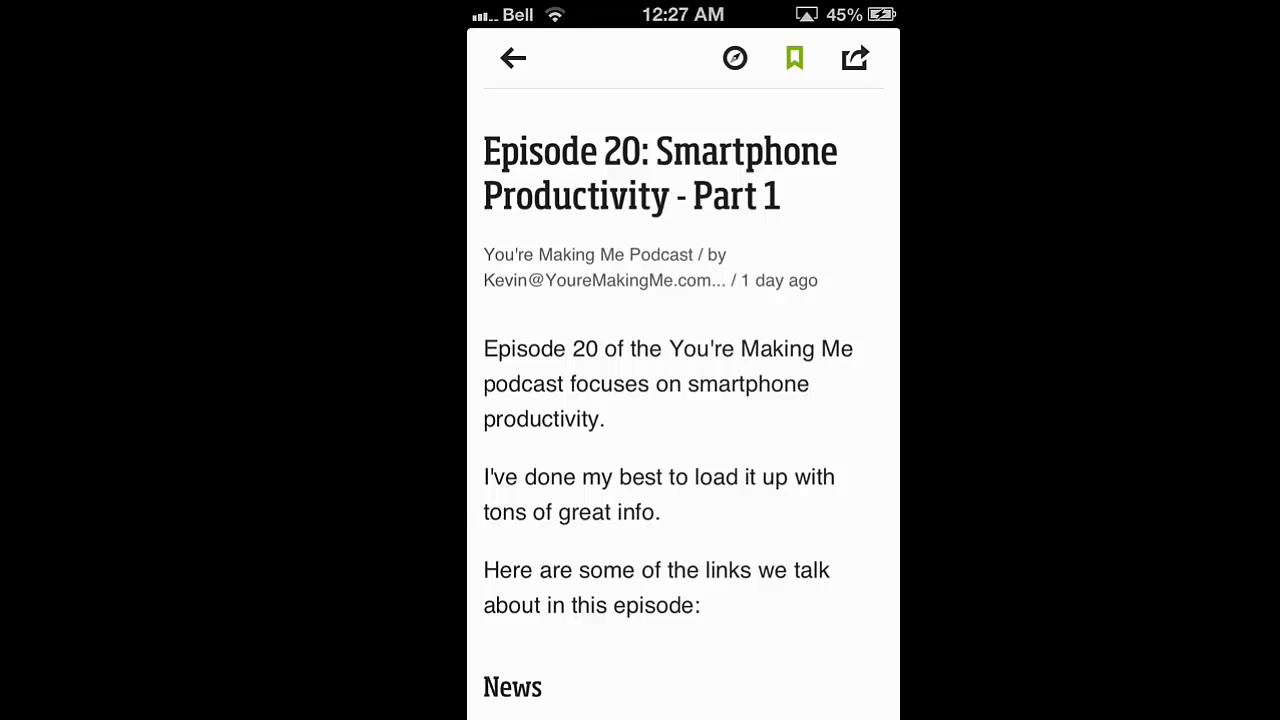 Bell 12:27 AM 45%
Episode 20: Smartphone
Productivity - Part 1
You're Making Me Podcast / by
Kevin@YoureMakingMe.com... / 1 day ago
Episode 20 of the You're Making Me
podcast focuses on smartphone
productivity.
I've done my best to load it up with
tons of great info.
Here are some of the links we talk
about in this episode:
News